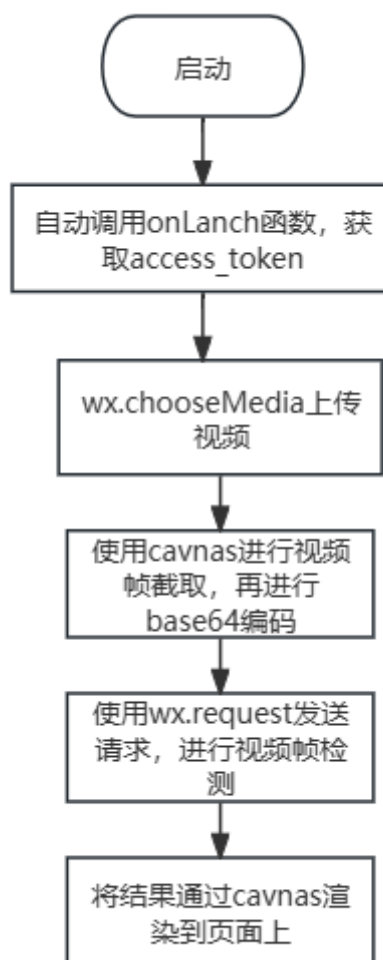 启动
自动调用onLanch函数，获
取access_token
wx.chooseMedia上传
视频
使用cavnas进行视频
帧截取，再进行
base64编码
使用wx.request发送
请求，进行视频帧检
测
将结果通过cavnas渲
染到页面上